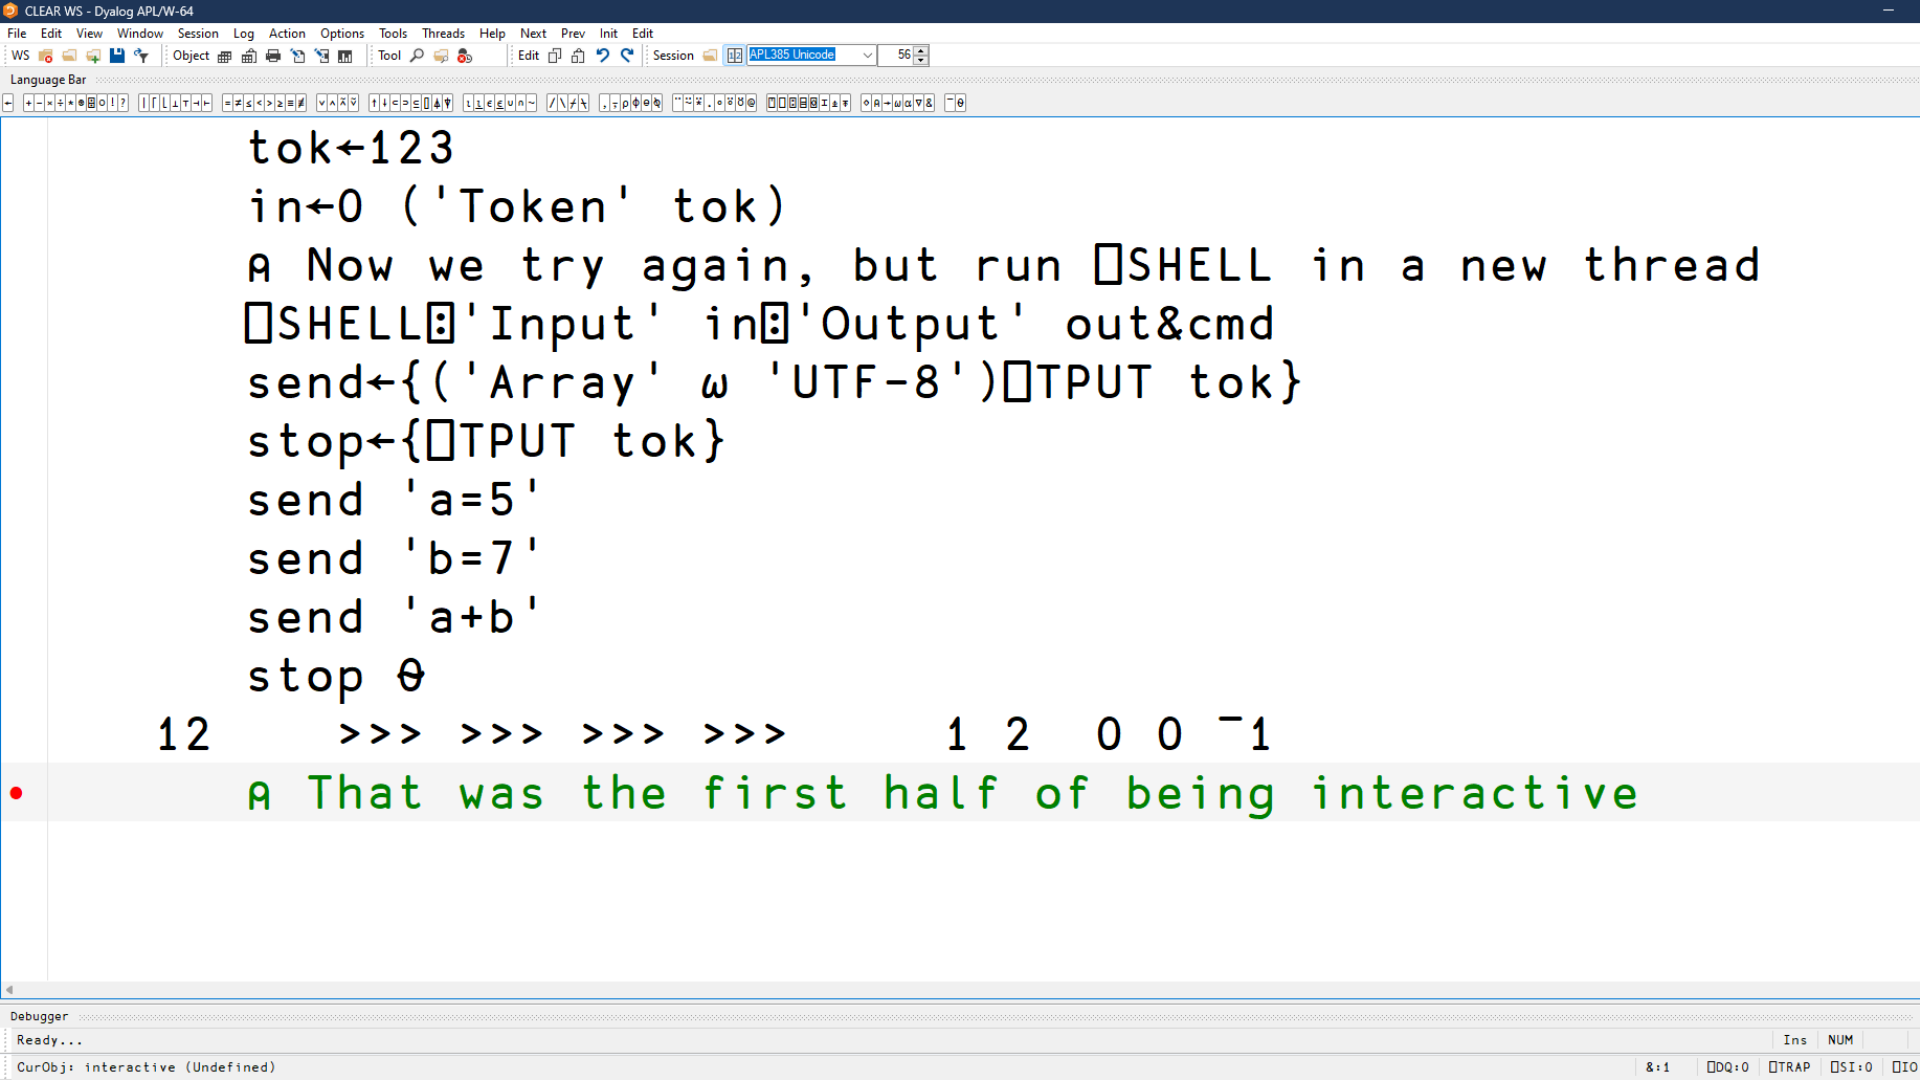 CLEAR WS - Dyalog APL/W-64
File Edit View Window Session Log Action Options Tools Threads Help Next Prev Init Edit
WS Object Tool Edit Session APL385 Unicode 56
Language Bar
tok←123
in←0 ('Token' tok)
⍝ Now we try again, but run ⎕SHELL in a new thread
⎕SHELL⍠'Input' in⍠'Output' out&cmd
send←{('Array' ⍵ 'UTF-8')⎕TPUT tok}
stop←{⎕TPUT tok}
send 'a=5'
send 'b=7'
send 'a+b'
stop ⍬
12 >>> >>> >>> >>> 1 2 0 0 ¯1
⍝ That was the first half of being interactive
Debugger
Ready...
Ins NUM
CurObj: interactive (Undefined)
&:1 ⎕DQ:0 ⎕TRAP ⎕SI:0 ⎕IO